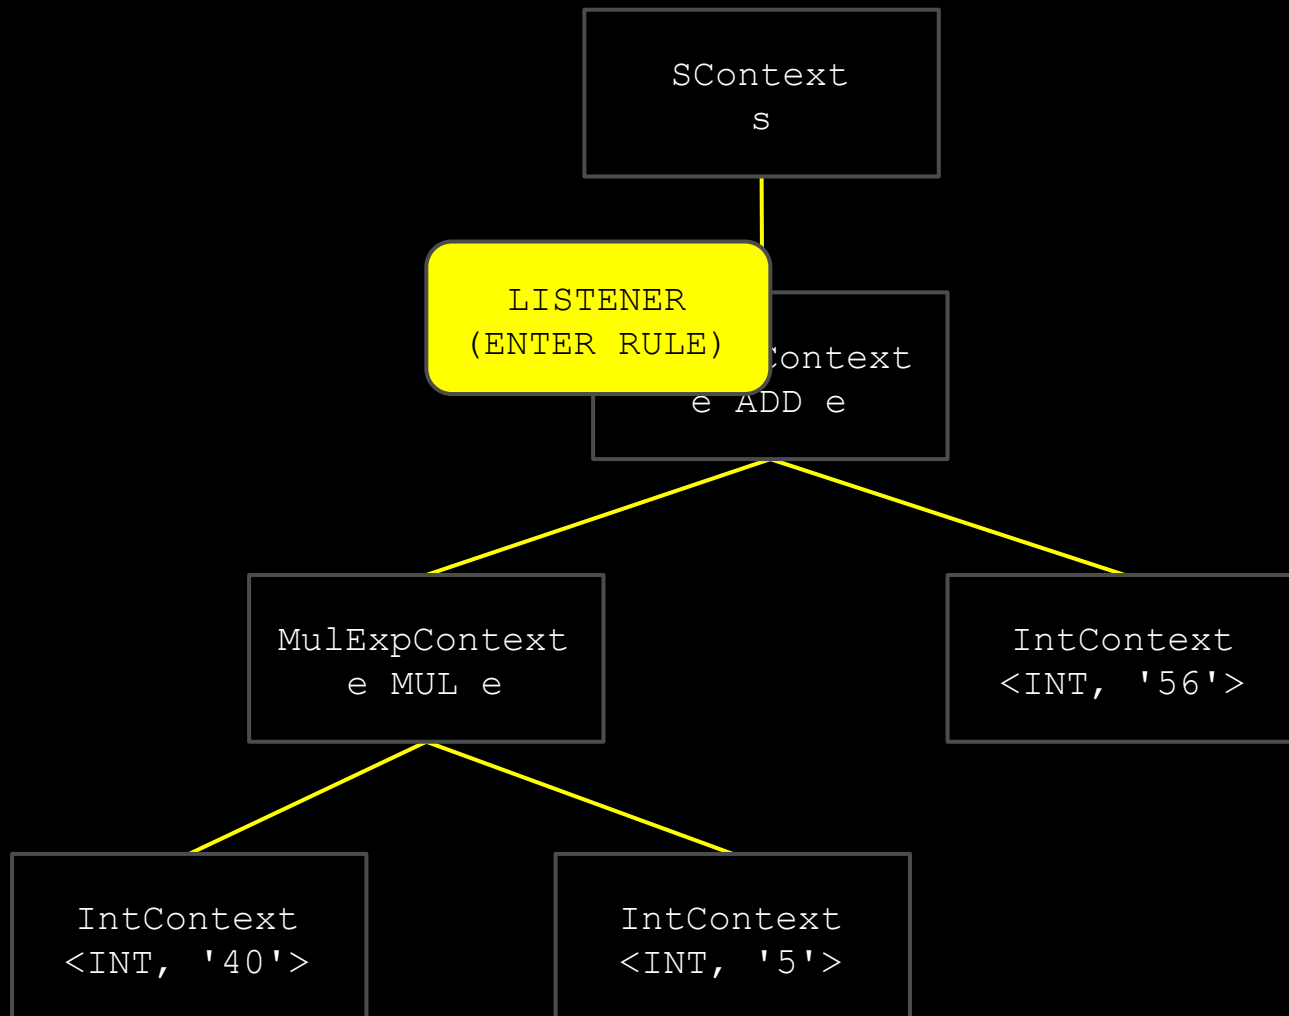 SContext
s
LISTENER
(ENTER RULE)
Context
e ADD e
MulExpContext
e MUL e
IntContext
<INT, '56'>
IntContext
<INT, '40'>
IntContext
<INT, '5'>